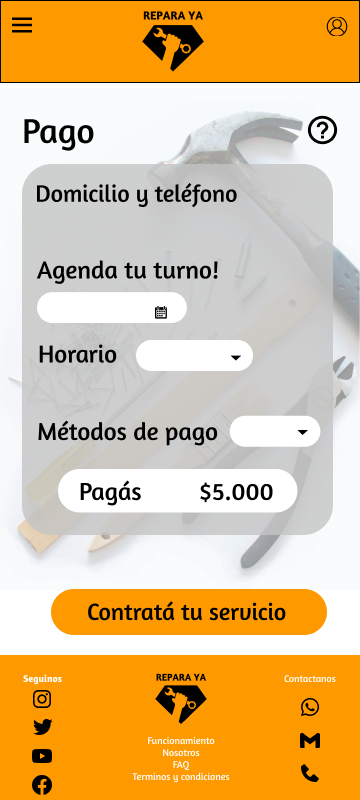 REPARA YA
Pago
Domicilio y teléfono
Agenda tu turno!
Horario
Métodos de pago
Pagás $5.000
Contratá tu servicio
Seguinos
REPARA YA
Contactanos
Funcionamiento
Nosotros
FAQ
Terminos y condiciones